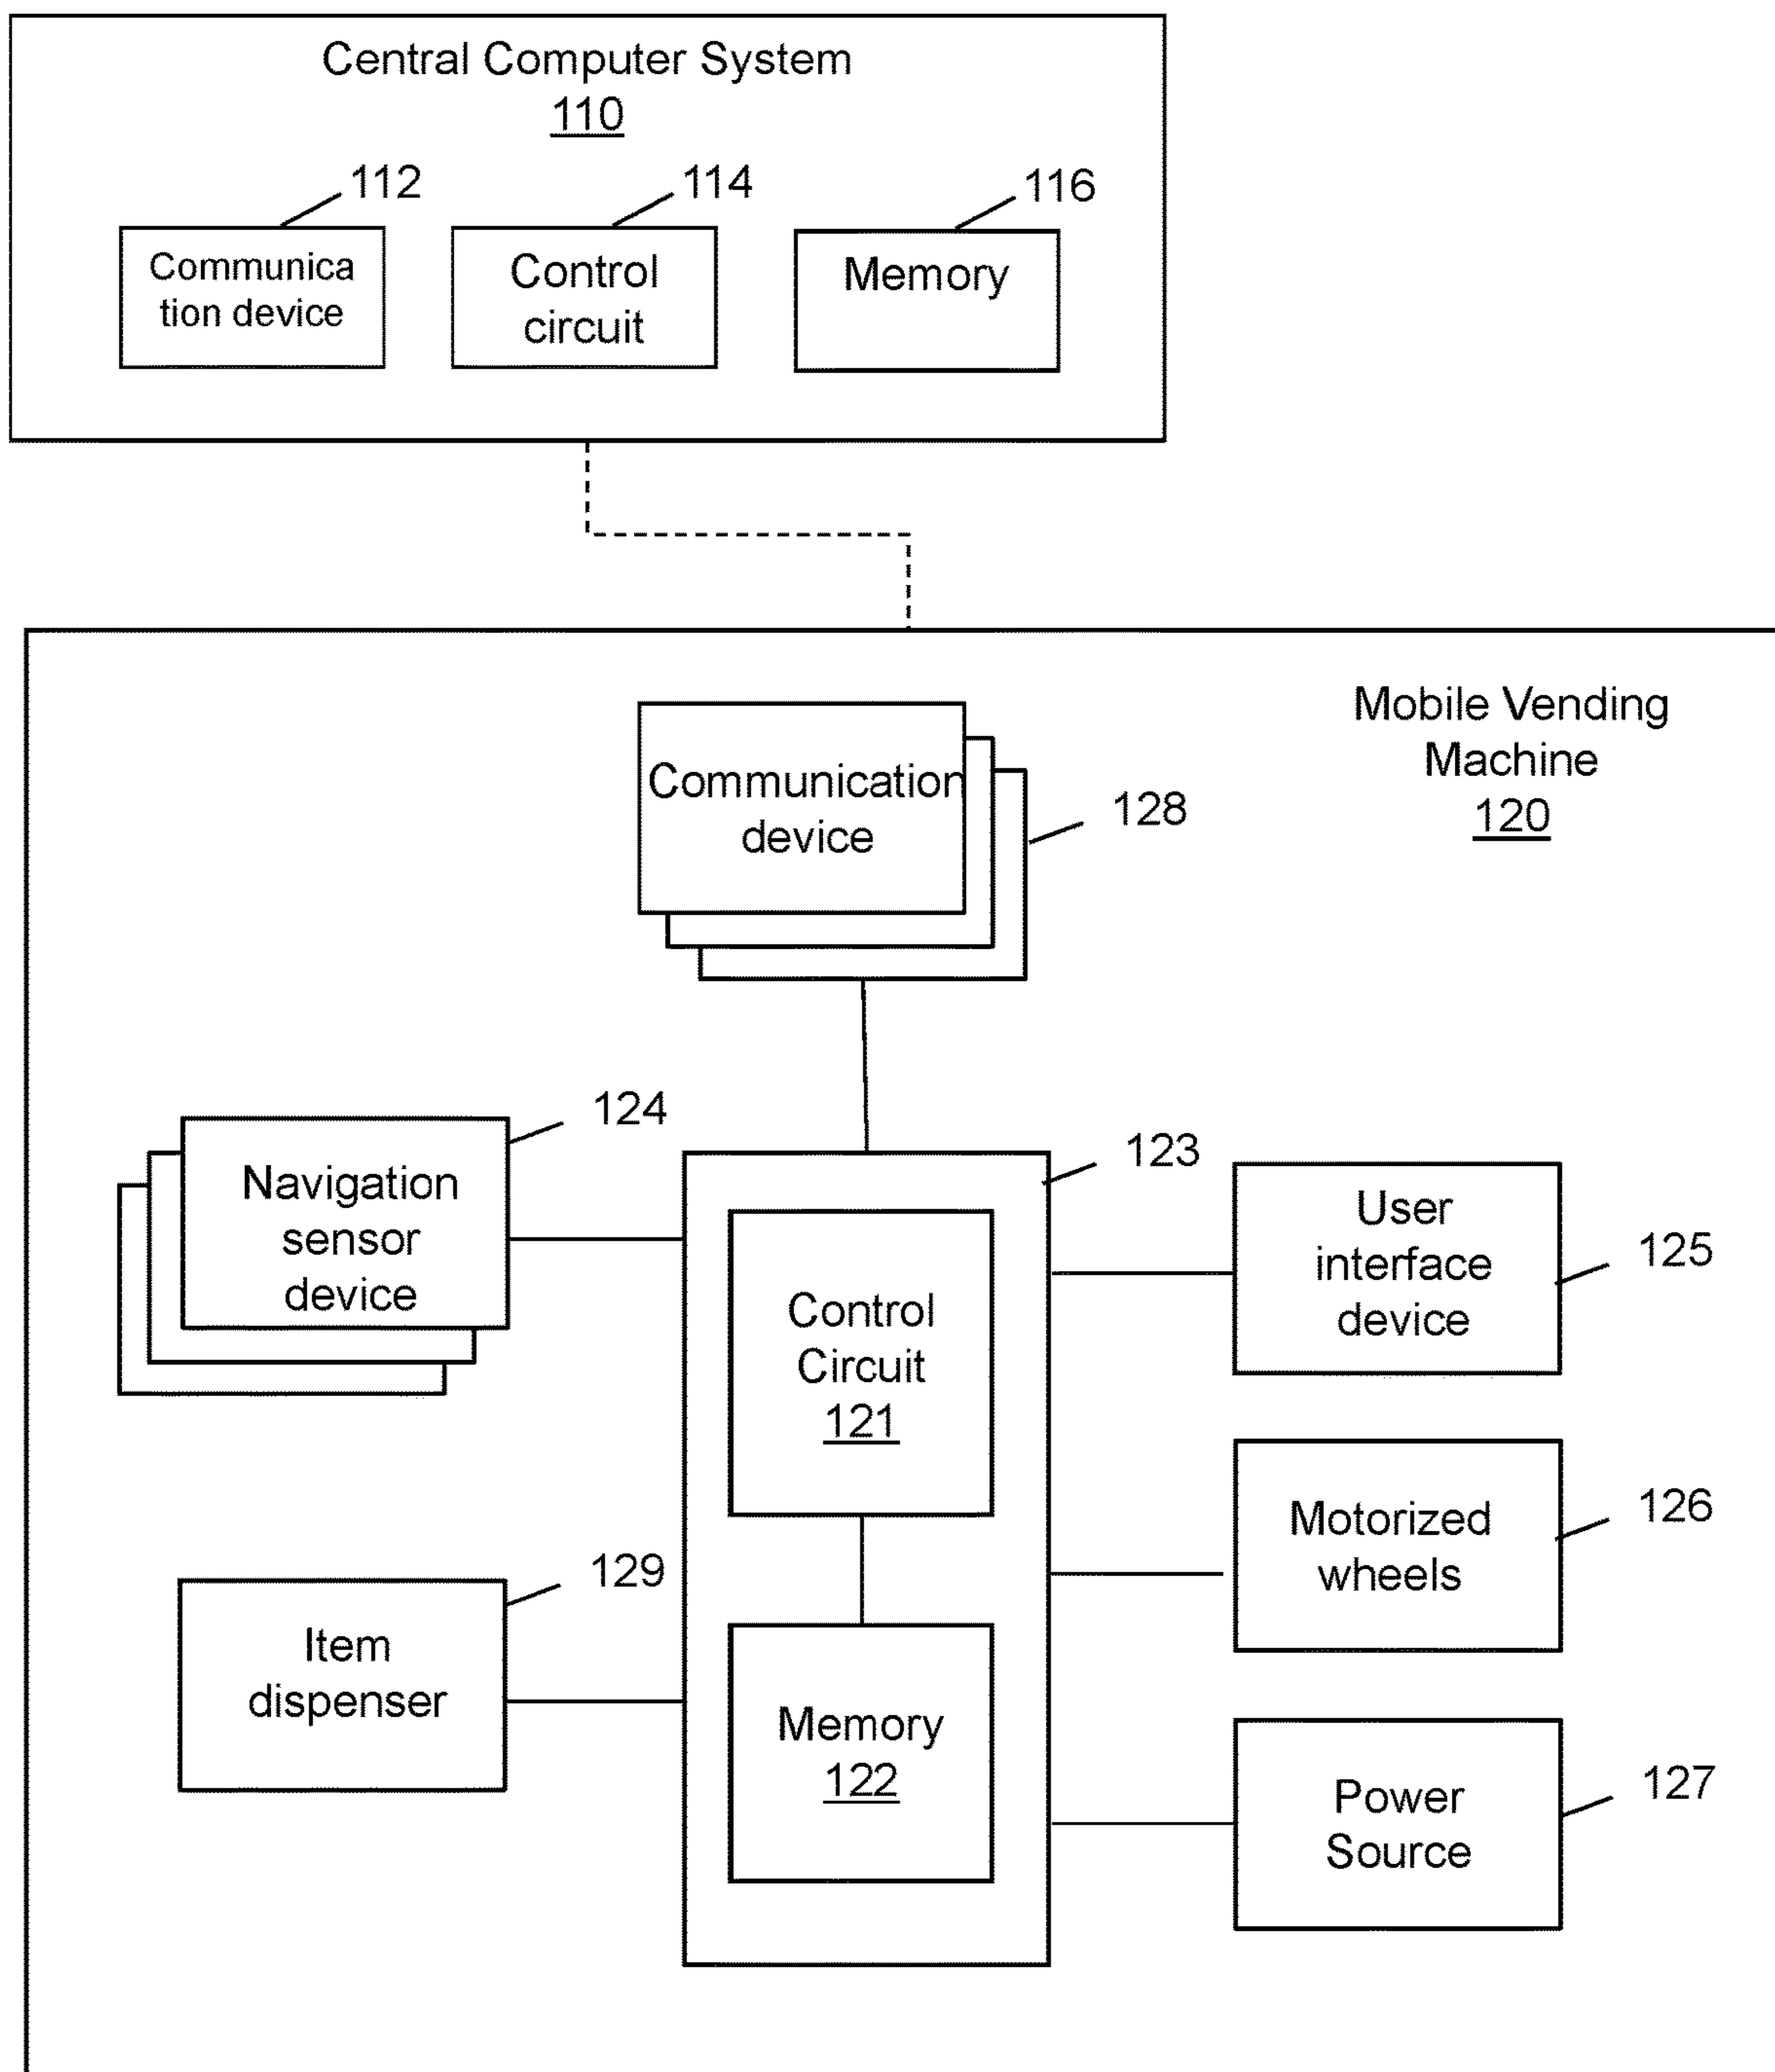 Central Computer System
110
112
114
116
Communica
tion device
Control
circuit
Memory
Mobile Vending
Machine
120
Communication
device
128
124
Navigation
sensor
device
123
User
interface
device
125
Control
Circuit
121
Motorized
wheels
126
129
Item
dispenser
Memory
122
Power
Source
127